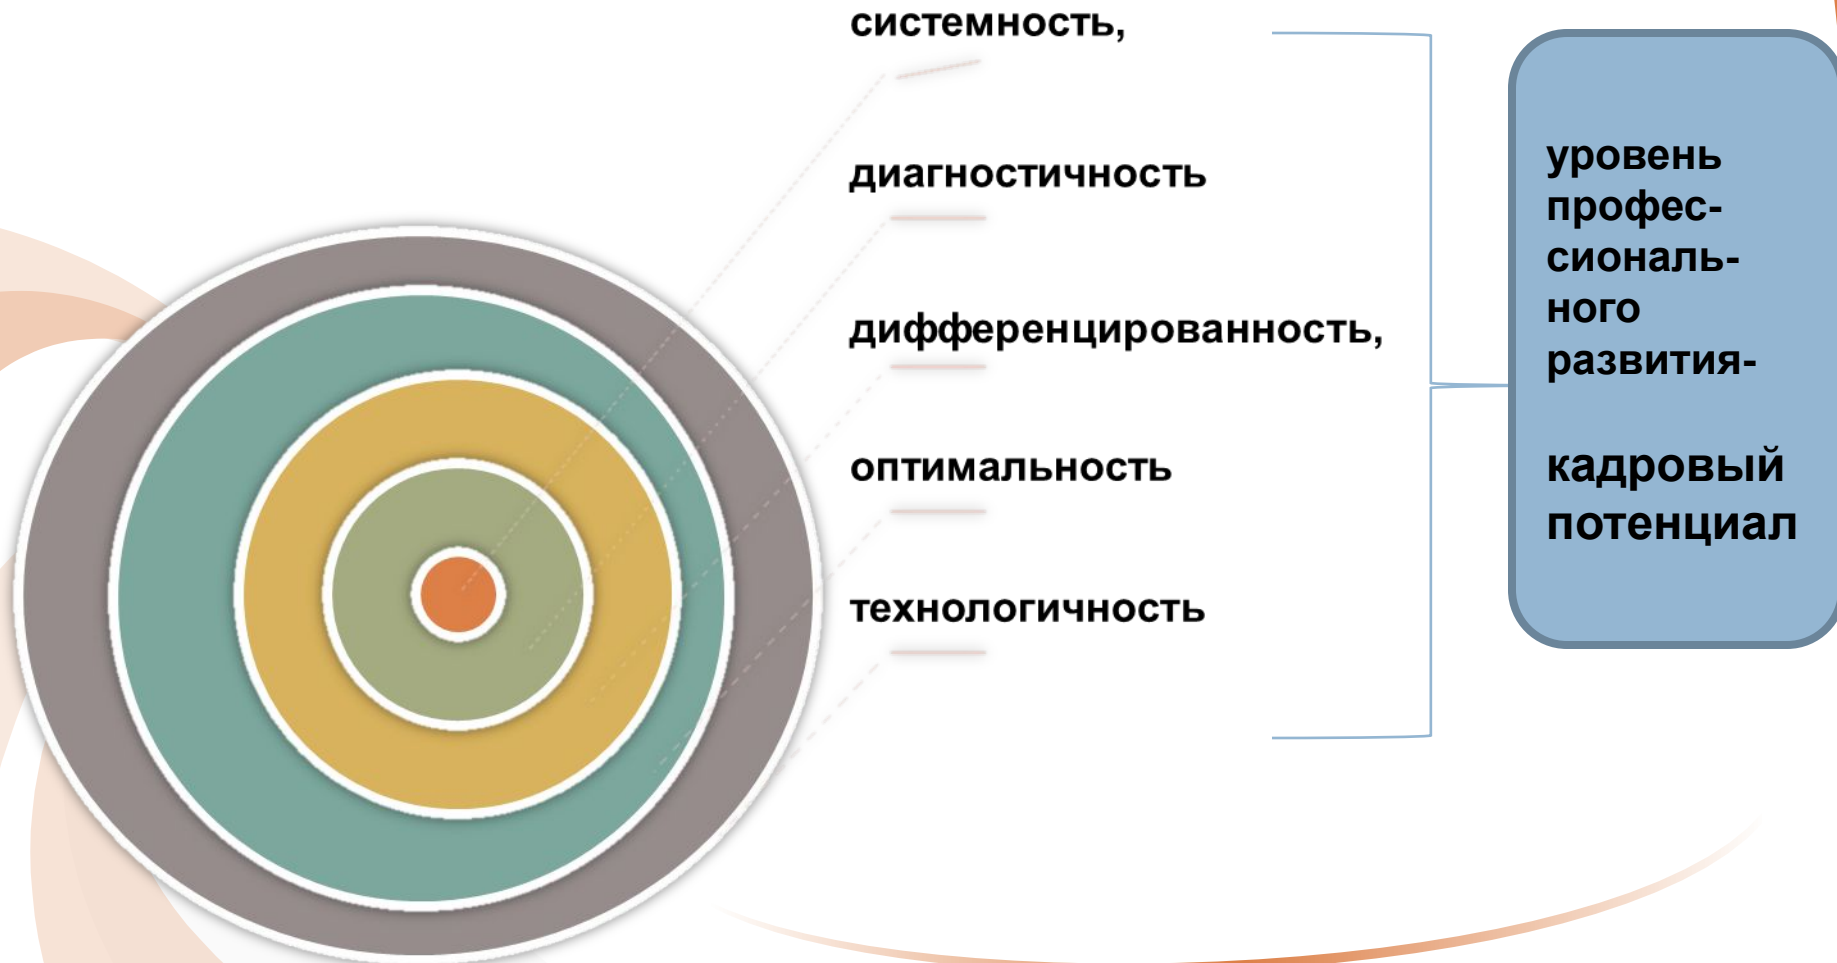 системность,
диагностичность
дифференцированность,
оптимальность
технологичность
уровень
профес-
сиональ-
ного
развития-
кадровый
потенциал